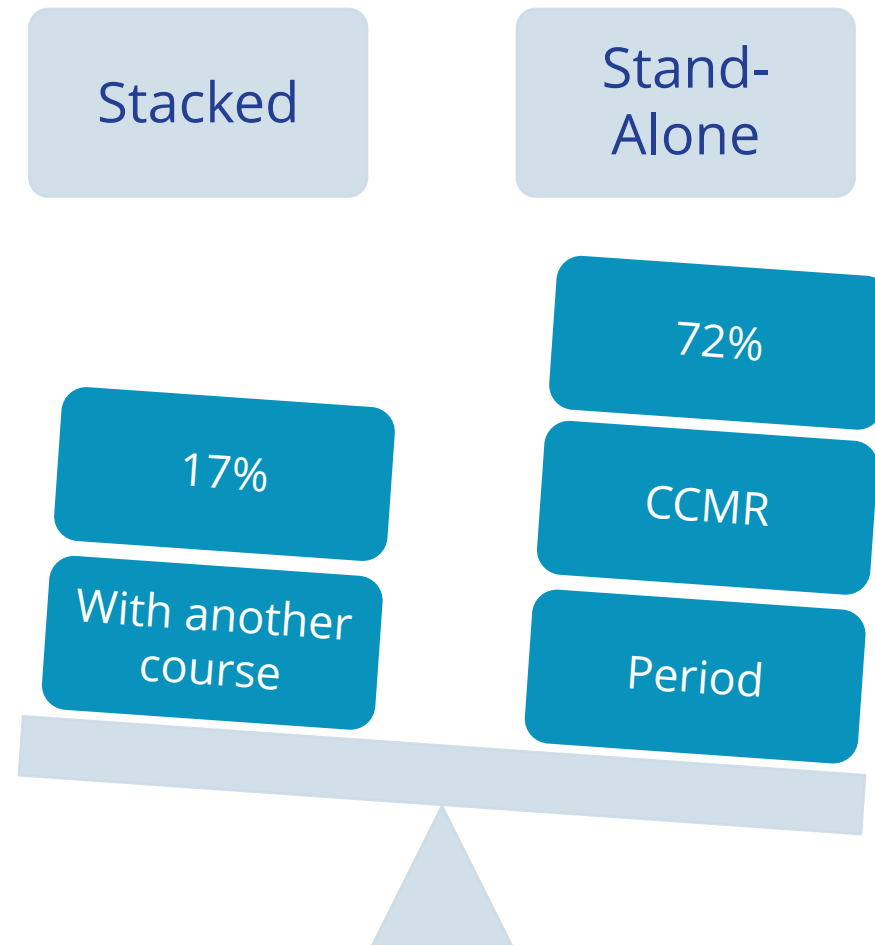 Stacked
Stand-
Alone
17%
With another
course
72%
CCMR
Period